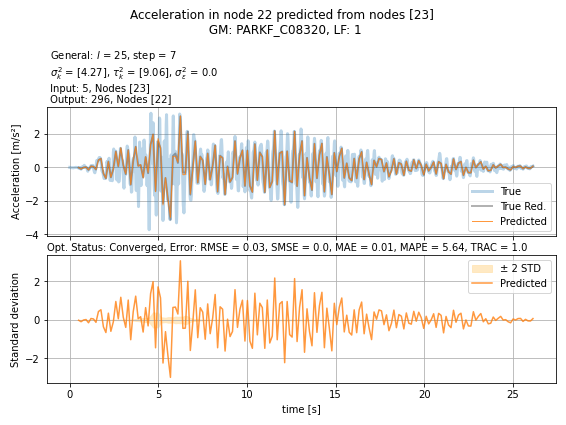 Acceleration in node 22 predicted from nodes [23]
GM: PARKF_C08320, LF: 1
General: l = 25, step = 7
σ²ₖ = [4.27], τ²ₖ = [9.06], σ²ε = 0.0
Input: 5, Nodes [23]
Output: 296, Nodes [22]
Acceleration [m/s²]
2
0
−2
−4
True
True Red.
Predicted
Opt. Status: Converged, Error: RMSE = 0.03, SMSE = 0.0, MAE = 0.01, MAPE = 5.64, TRAC = 1.0
Standard deviation
2
0
−2
± 2 STD
Predicted
0 5 10 15 20 25
time [s]